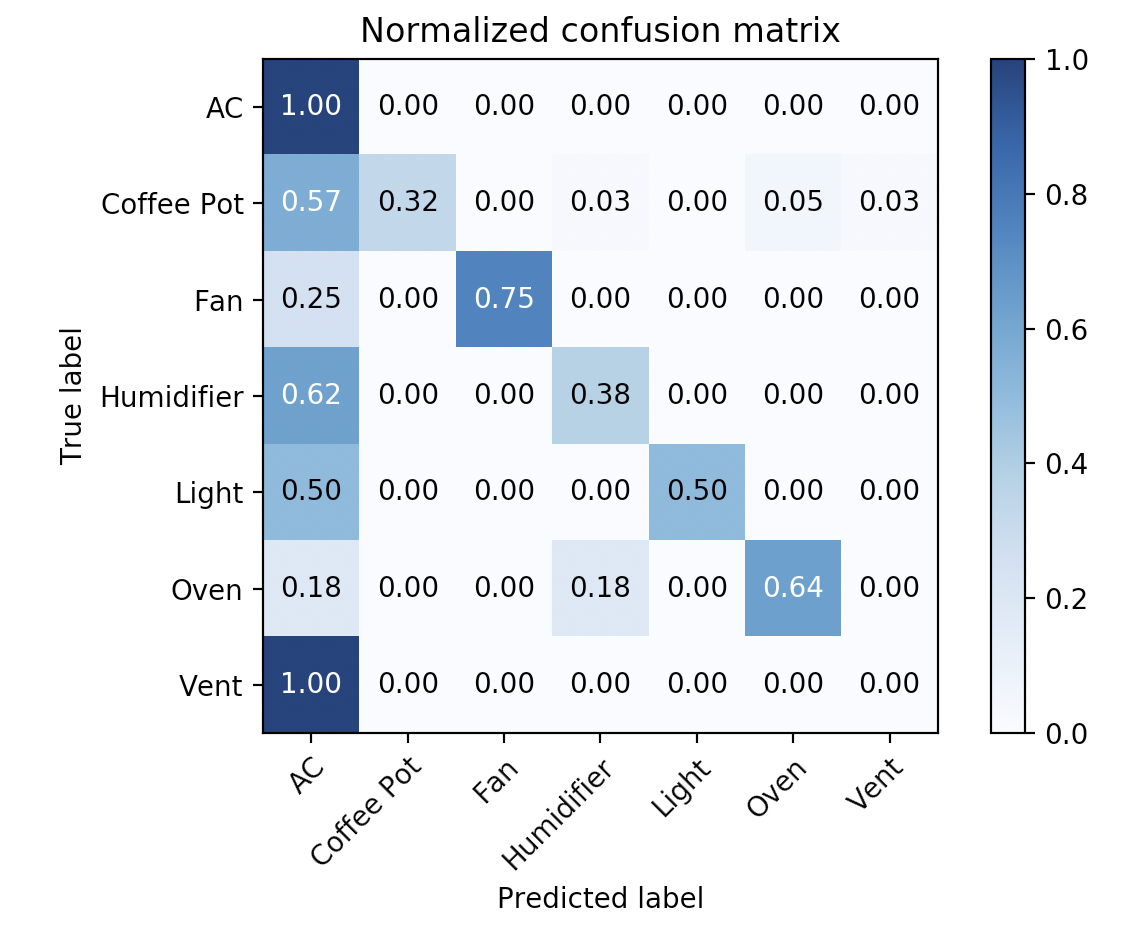 Normalized confusion matrix
AC 1.00 0.00 0.00 0.00 0.00 0.00 0.00
Coffee Pot 0.57 0.32 0.00 0.03 0.00 0.05 0.03
Fan 0.25 0.00 0.75 0.00 0.00 0.00 0.00
Humidifier 0.62 0.00 0.00 0.38 0.00 0.00 0.00
Light 0.50 0.00 0.00 0.00 0.50 0.00 0.00
Oven 0.18 0.00 0.00 0.18 0.00 0.64 0.00
Vent 1.00 0.00 0.00 0.00 0.00 0.00 0.00
True label
AC
Coffee Pot
Fan
Humidifier
Light
Oven
Vent
Predicted label
1.0
0.8
0.6
0.4
0.2
0.0